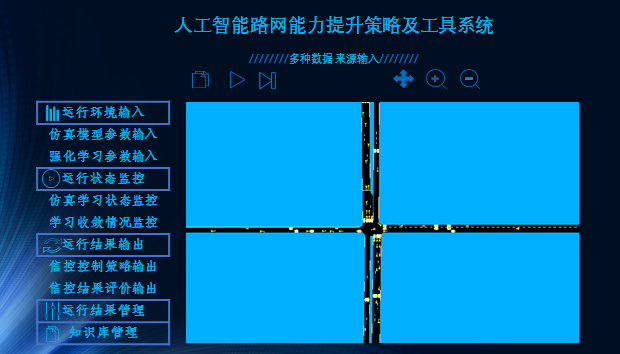 人工智能路网能力提升策略及工具系统
////////多种数据来源输入////////
运行环境输入
仿真模型参数输入
强化学习参数输入
运行状态监控
仿真学习状态监控
学习收敛情况监控
运行结果输出
信控控制策略输出
信控结果评价输出
运行结果管理
知识库管理